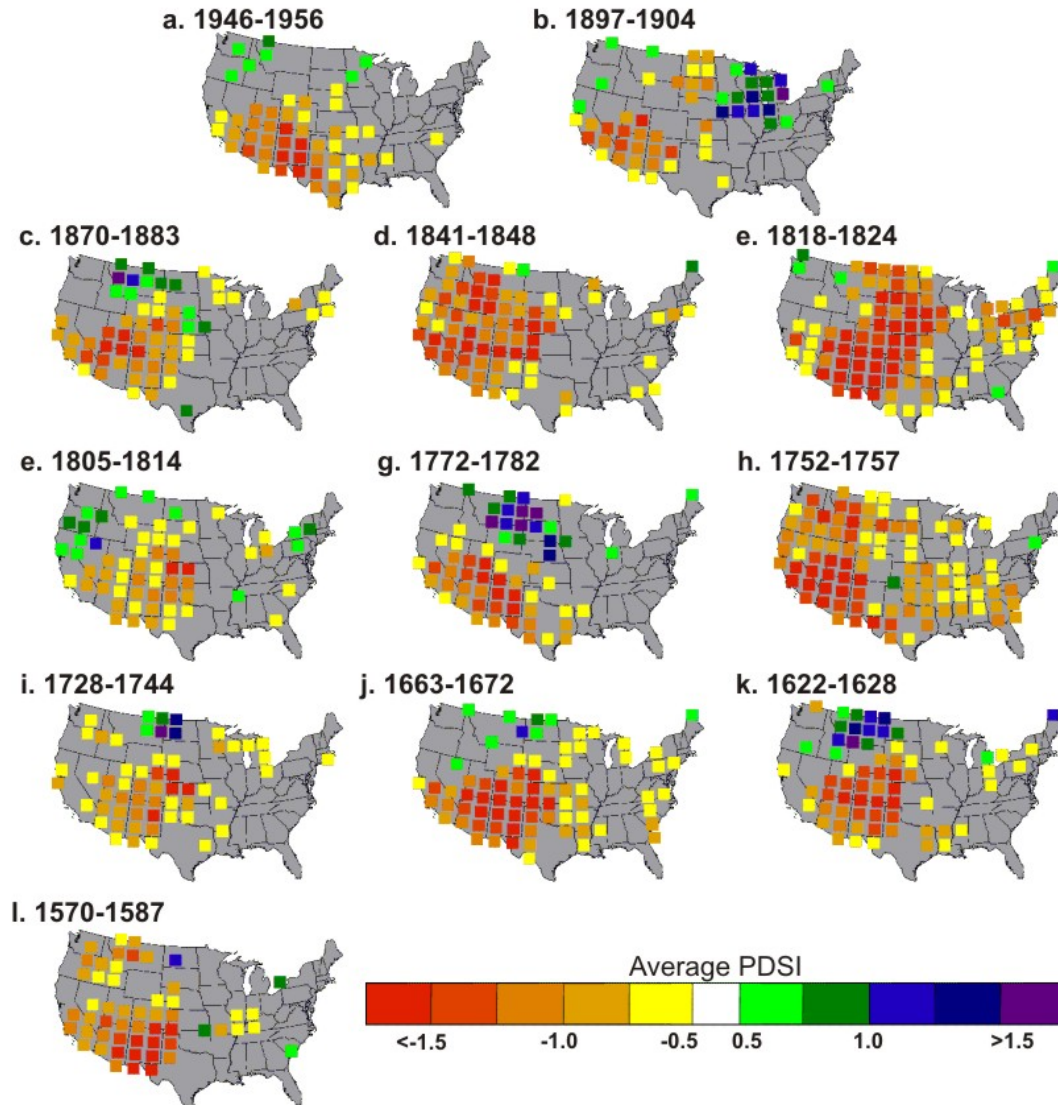 a. 1946-1956
b. 1897-1904
c. 1870-1883
d. 1841-1848
e. 1818-1824
e. 1805-1814
g. 1772-1782
h. 1752-1757
i. 1728-1744
j. 1663-1672
k. 1622-1628
l. 1570-1587
Average PDSI
<-1.5 -1.0 -0.5 0.5 1.0 >1.5